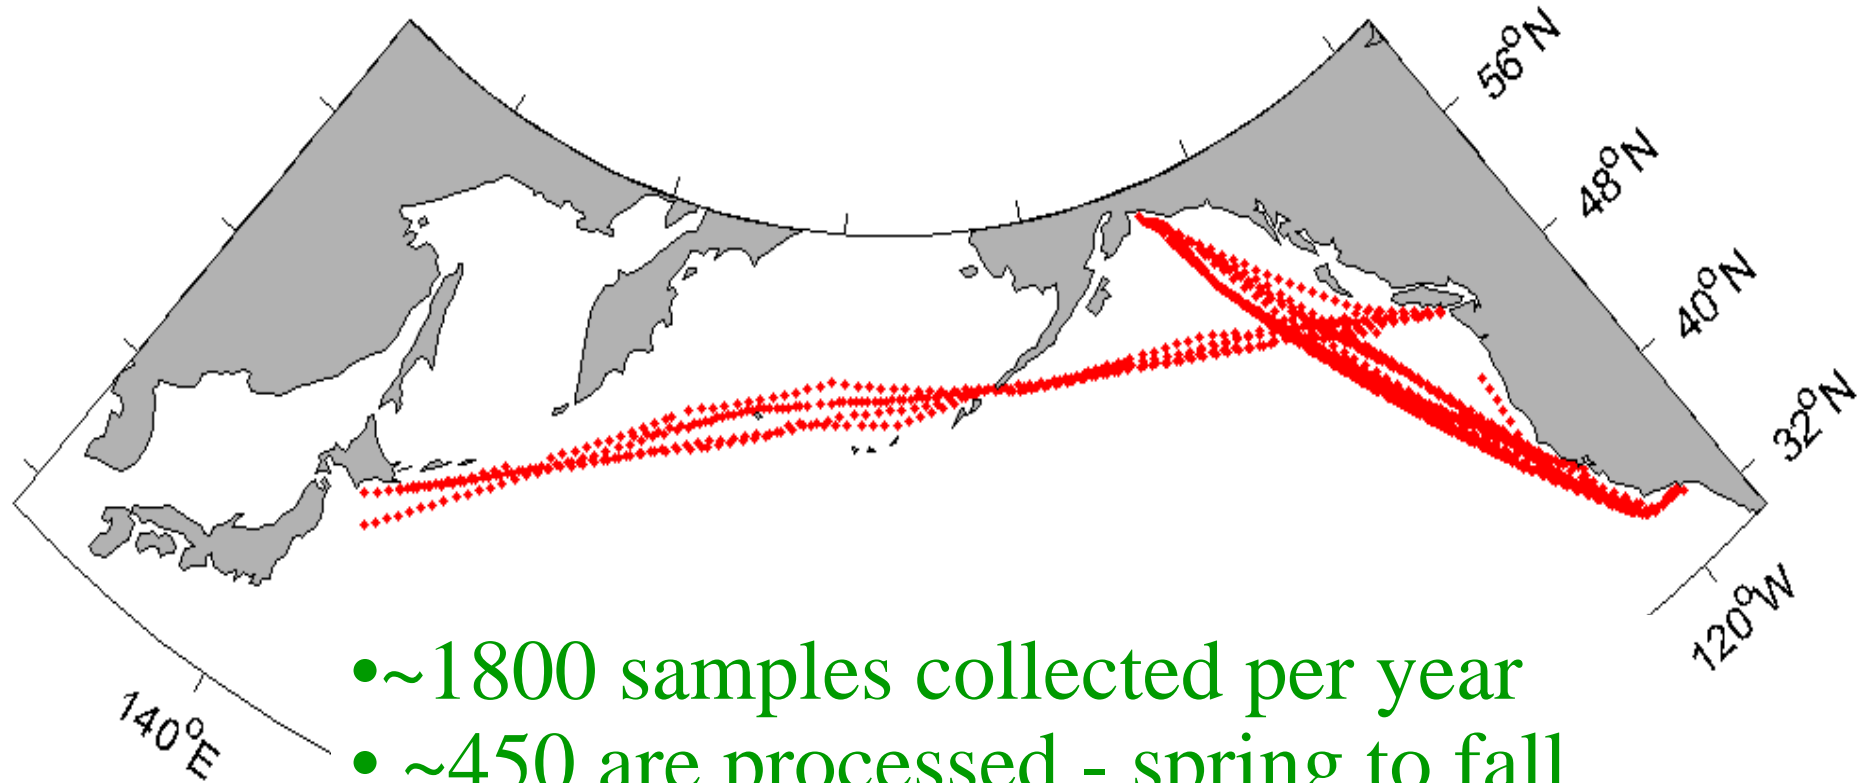 56°N
48°N
40°N
32°N
120°W
140°E
•~1800 samples collected per year
• ~450 are processed - spring to fall